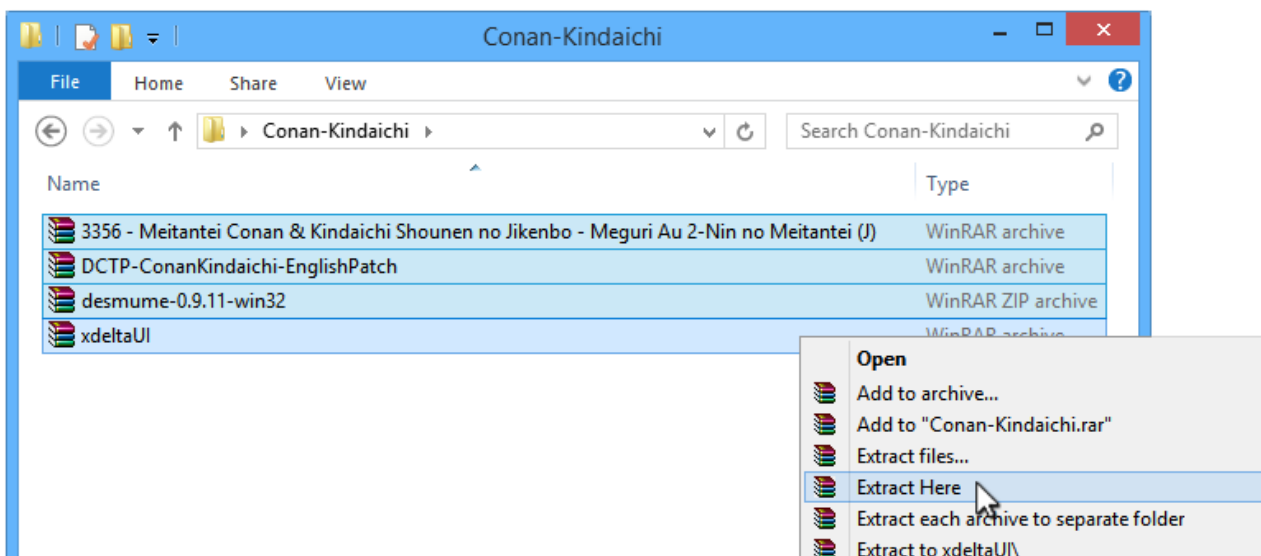 Conan-Kindaichi
File Home Share View
Conan-Kindaichi Search Conan-Kindaichi
Name Type
3356 - Meitantei Conan & Kindaichi Shounen no Jikenbo - Meguri Au 2-Nin no Meitantei (J) WinRAR archive
DCTP-ConanKindaichi-EnglishPatch WinRAR archive
desmume-0.9.11-win32 WinRAR ZIP archive
xdeltaUI WinRAR archive
Open
Add to archive...
Add to "Conan-Kindaichi.rar"
Extract files...
Extract Here
Extract each archive to separate folder
Extract to xdeltaUI\